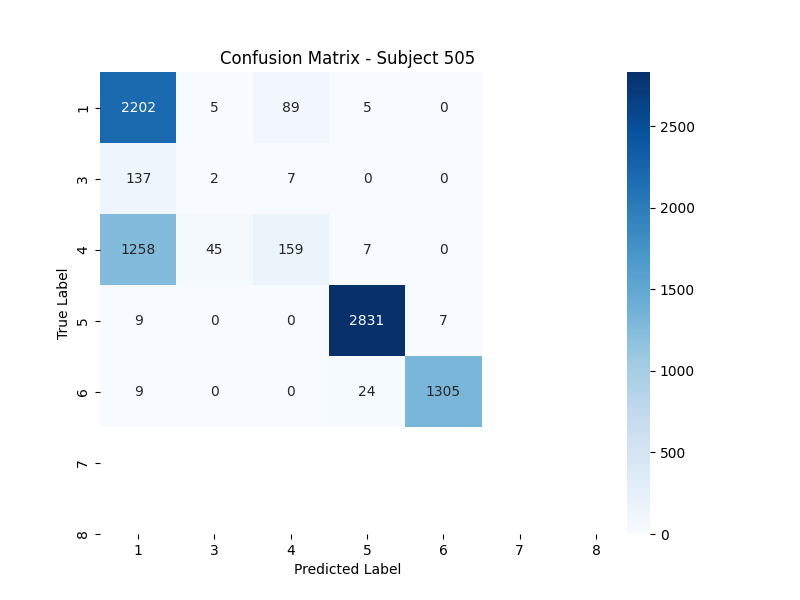 Confusion Matrix - Subject 505
1 2202 5 89 5 0
3 137 2 7 0 0
4 1258 45 159 7 0
5 9 0 0 2831 7
6 9 0 0 24 1305
7
8
1 3 4 5 6 7 8
Predicted Label
True Label
2500
2000
1500
1000
500
0